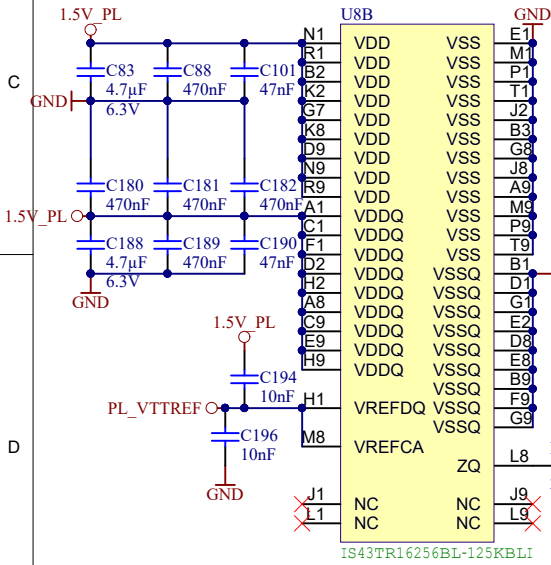 1.5V_PL
U8B
GND
C
C83
4.7µF
6.3V
C88
470nF
C101
47nF
GND
C180
470nF
C181
470nF
C182
470nF
1.5V_PL
C188
4.7µF
6.3V
C189
470nF
C190
47nF
GND
1.5V_PL
C194
10nF
PL_VTTREF
C196
10nF
GND
D
N1 VDD VSS E1
R1 VDD VSS M1
B2 VDD VSS P1
K2 VDD VSS T1
G7 VDD VSS J2
K8 VDD VSS B3
D9 VDD VSS G8
N9 VDD VSS J8
R9 VDD VSS A9
A1 VDDQ VSS M9
C1 VDDQ VSS P9
F1 VDDQ VSS T9
D2 VDDQ VSSQ B1
H2 VDDQ VSSQ D1
A8 VDDQ VSSQ G1
C9 VDDQ VSSQ E2
E9 VDDQ VSSQ D8
H9 VDDQ VSSQ E8
VSSQ B9
H1 VREFDQ VSSQ F9
VSSQ G9
M8 VREFCA
ZQ L8
J1 NC NC J9
L1 NC NC L9
IS43TR16256BL-125KBLI